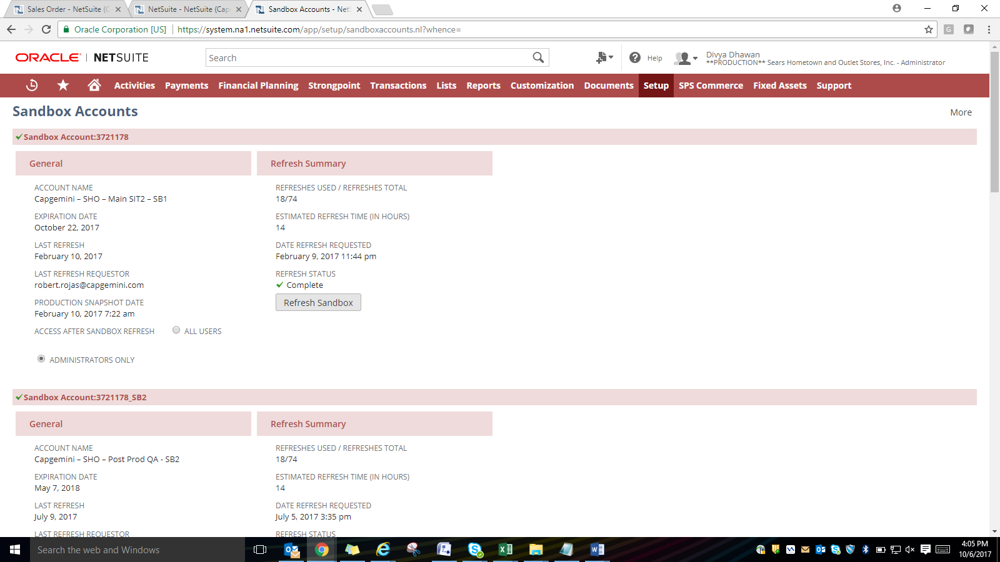 Sales Order - NetSuite (C
NetSuite - NetSuite (Cap
Sandbox Accounts - Net
Oracle Corporation [US]
https://system.na1.netsuite.com/app/setup/sandboxaccounts.nl?whence=
ORACLE | NETSUITE
Search
Help
Divya Dhawan
**PRODUCTION** Sears Hometown and Outlet Stores, Inc. - Administrator
Activities Payments Financial Planning Strongpoint Transactions Lists Reports Customization Documents Setup SPS Commerce Fixed Assets Support
Sandbox Accounts
More
Sandbox Account:3721178
General
ACCOUNT NAME
Capgemini – SHO – Main SIT2 – SB1
EXPIRATION DATE
October 22, 2017
LAST REFRESH
February 10, 2017
LAST REFRESH REQUESTOR
robert.rojas@capgemini.com
PRODUCTION SNAPSHOT DATE
February 10, 2017 7:22 am
ACCESS AFTER SANDBOX REFRESH
ALL USERS
ADMINISTRATORS ONLY
Refresh Summary
REFRESHES USED / REFRESHES TOTAL
18/74
ESTIMATED REFRESH TIME (IN HOURS)
14
DATE REFRESH REQUESTED
February 9, 2017 11:44 pm
REFRESH STATUS
Complete
Refresh Sandbox
Sandbox Account:3721178_SB2
General
ACCOUNT NAME
Capgemini – SHO – Post Prod QA - SB2
EXPIRATION DATE
May 7, 2018
LAST REFRESH
July 9, 2017
LAST REFRESH REQUESTOR
Refresh Summary
REFRESHES USED / REFRESHES TOTAL
18/74
ESTIMATED REFRESH TIME (IN HOURS)
14
DATE REFRESH REQUESTED
July 5, 2017 3:35 pm
REFRESH STATUS
Search the web and Windows
4:05 PM
10/6/2017